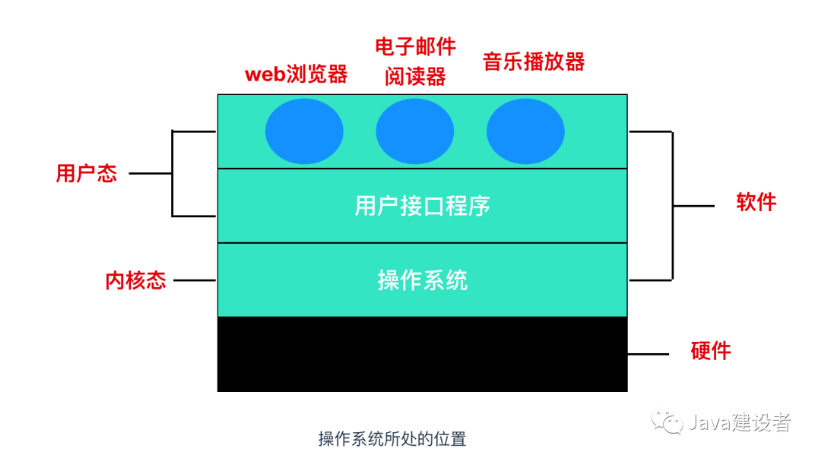 电子邮件
web浏览器
阅读器
音乐播放器
用户态
用户接口程序
软件
内核态
操作系统
硬件
Java建设者
操作系统所处的位置